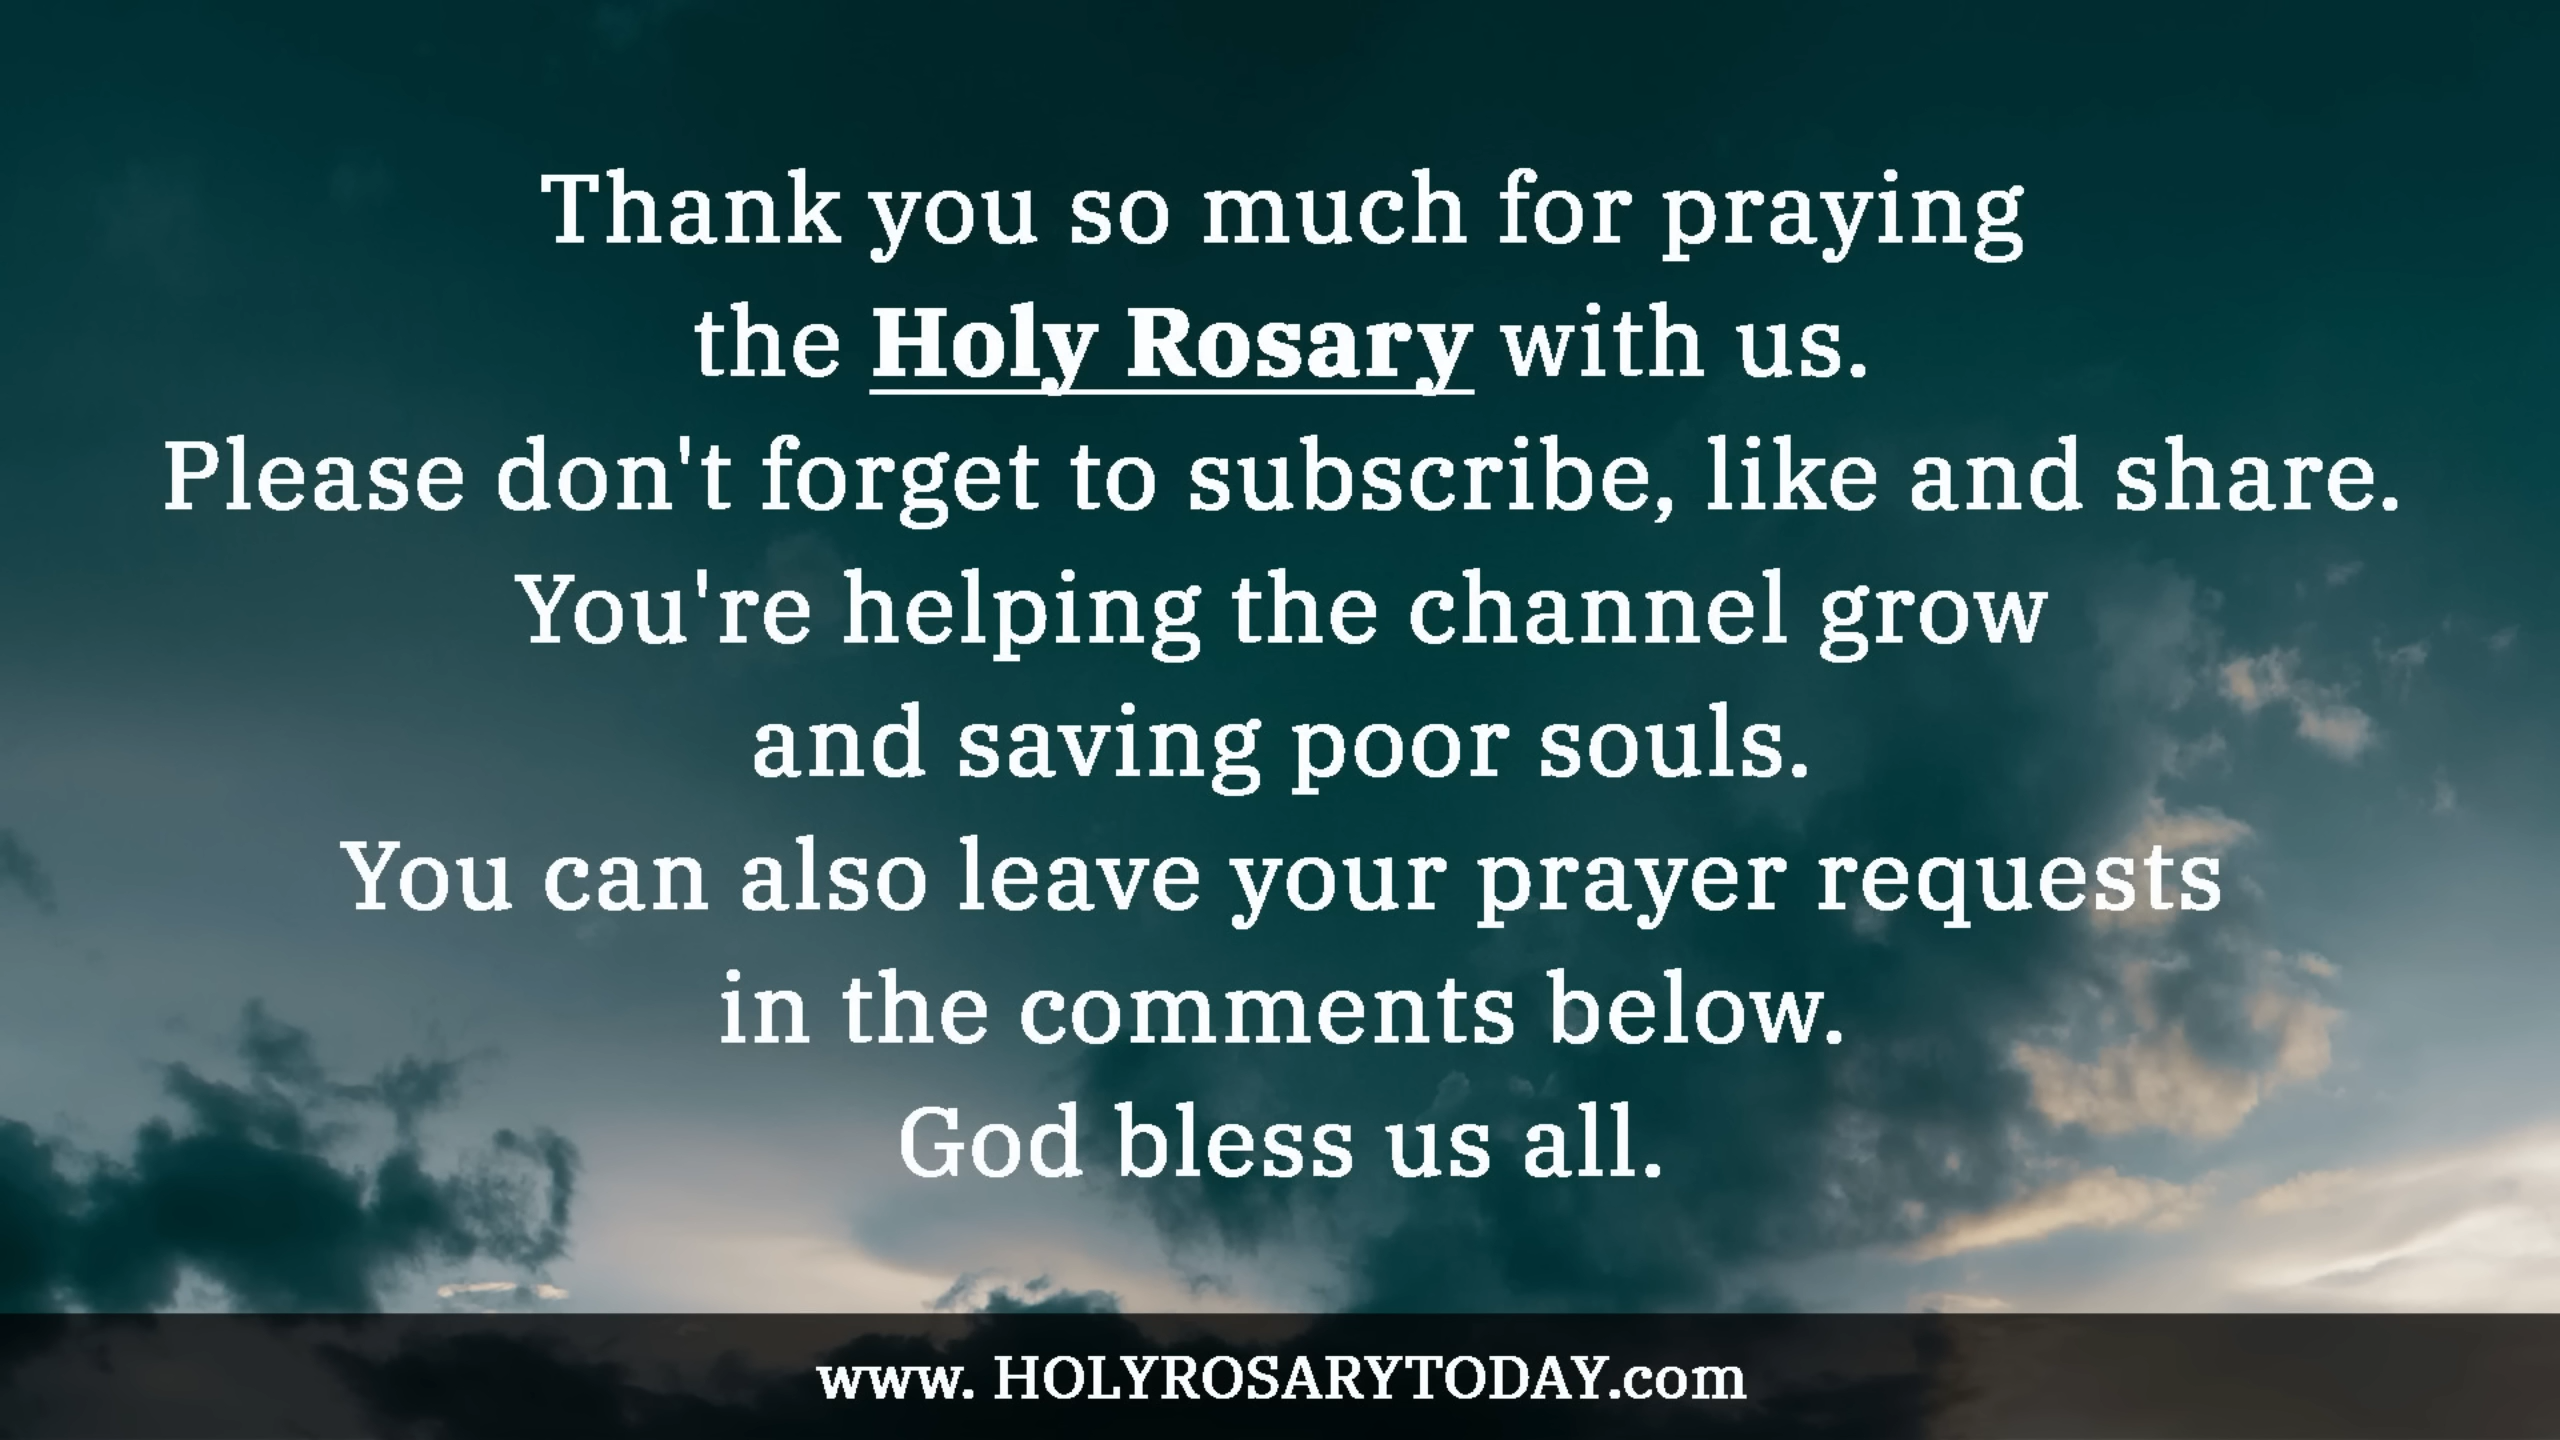 Thank you so much for praying
the Holy Rosary with us.
Please don't forget to subscribe, like and share.
You're helping the channel grow
and saving poor souls.
You can also leave your prayer requests
in the comments below.
God bless us all.
www. HOLYROSARYTODAY.com